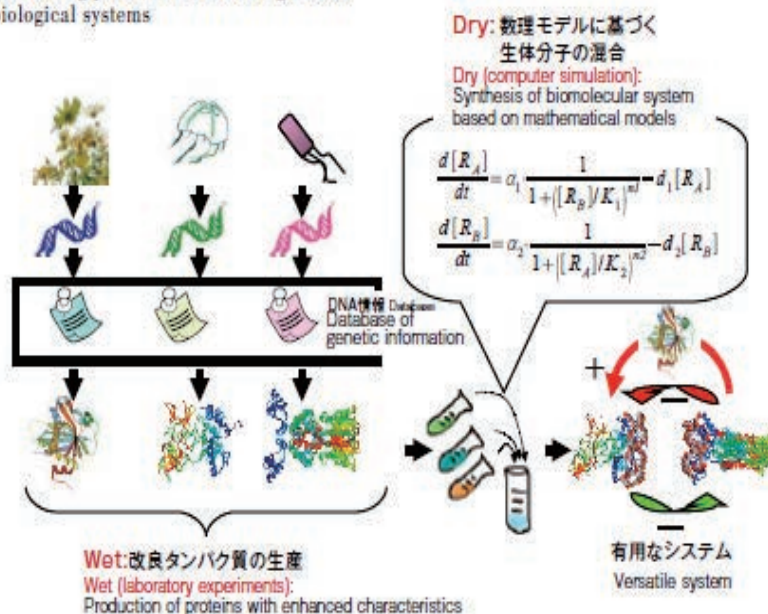 biological systems
Dry: 数理モデルに基づく
生体分子の混合
Dry (computer simulation):
Synthesis of biomolecular system
based on mathematical models
d[R_A]/dt = α_1 · 1/(1+([R_B]/K_1)^{n1}) − d_1[R_A]
d[R_B]/dt = α_2 · 1/(1+([R_A]/K_2)^{n2}) − d_2[R_B]
DNA情報 Databases
Database of
genetic information
+
−
−
Wet:改良タンパク質の生産
Wet (laboratory experiments):
Production of proteins with enhanced characteristics
有用なシステム
Versatile system